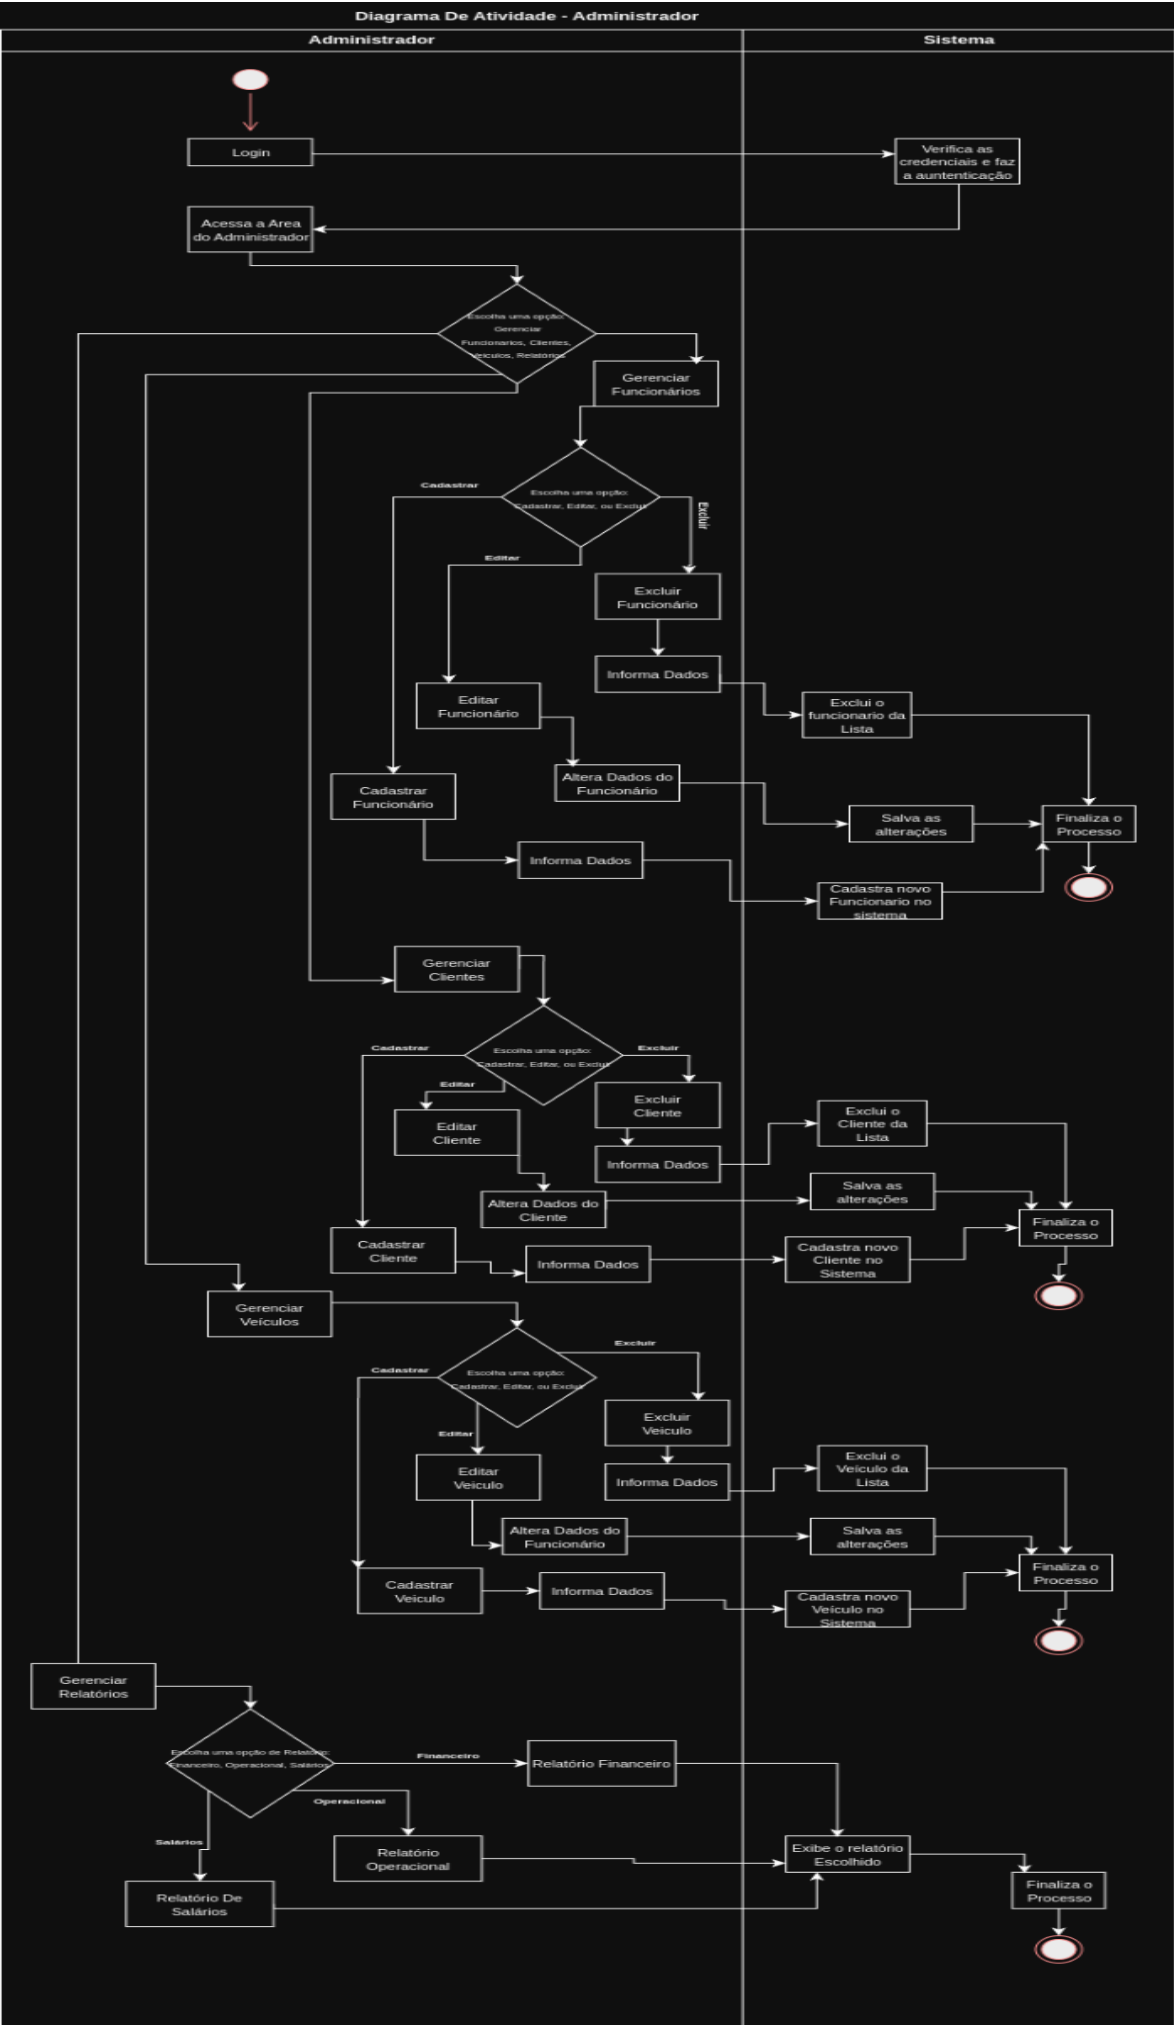 Diagrama De Atividade - Administrador
Administrador
Sistema
Login
Verifica as
credenciais e faz
a auntenticação
Acessa a Area
do Administrador
Escolha uma opção:
Gerenciar
Funcionarios, Clientes,
Veiculos, Relatórios
Gerenciar
Funcionários
Cadastrar
Escolha uma opção:
Cadastrar, Editar, ou Exclui
Excluir
Editar
Excluir
Funcionário
Informa Dados
Editar
Funcionário
Exclui o
funcionario da
Lista
Altera Dados do
Funcionário
Cadastrar
Funcionário
Salva as
alterações
Finaliza o
Processo
Informa Dados
Cadastra novo
Funcionario no
sistema
Gerenciar
Clientes
Cadastrar
Escolha uma opção:
Cadastrar, Editar, ou Exclui
Excluir
Editar
Excluir
Cliente
Editar
Cliente
Exclui o
Cliente da
Lista
Informa Dados
Altera Dados do
Cliente
Salva as
alterações
Finaliza o
Processo
Cadastrar
Cliente
Informa Dados
Cadastra novo
Cliente no
Sistema
Gerenciar
Veículos
Excluir
Cadastrar
Escolha uma opção:
Cadastrar, Editar, ou Exclui
Editar
Excluir
Veiculo
Editar
Veiculo
Informa Dados
Exclui o
Veículo da
Lista
Altera Dados do
Funcionário
Salva as
alterações
Finaliza o
Processo
Cadastrar
Veiculo
Informa Dados
Cadastra novo
Veículo no
Sistema
Gerenciar
Relatórios
Escolha uma opção de Relatório:
Financeiro, Operacional, Salários
Financeiro
Relatório Financeiro
Operacional
Salários
Relatório
Operacional
Exibe o relatório
Escolhido
Relatório De
Salários
Finaliza o
Processo